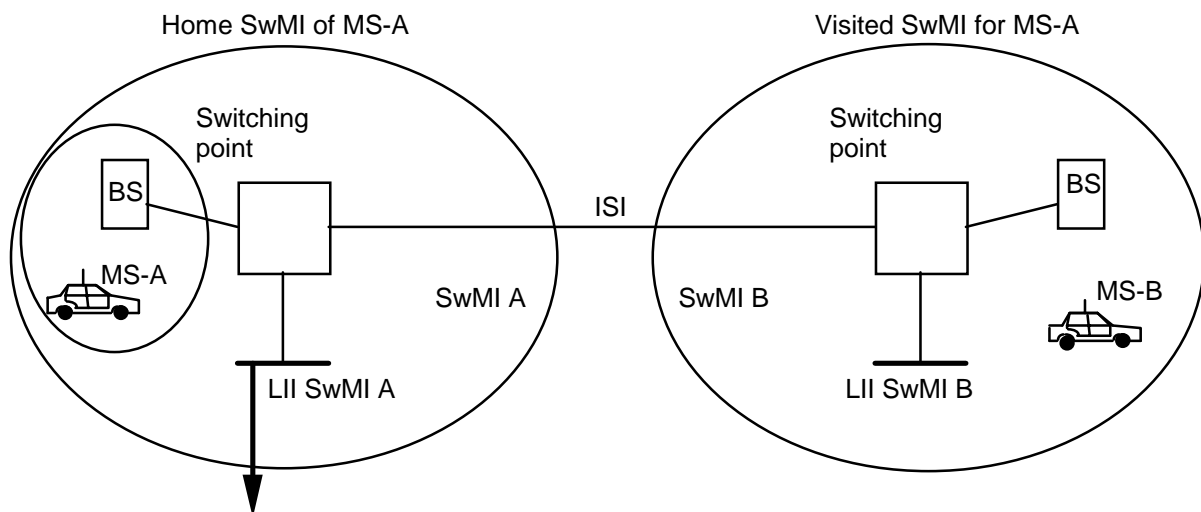 Home SwMI of MS-A
Visited SwMI for MS-A
Switching
point
Switching
point
BS
BS
ISI
MS-A
SwMI A
SwMI B
MS-B
LII SwMI A
LII SwMI B